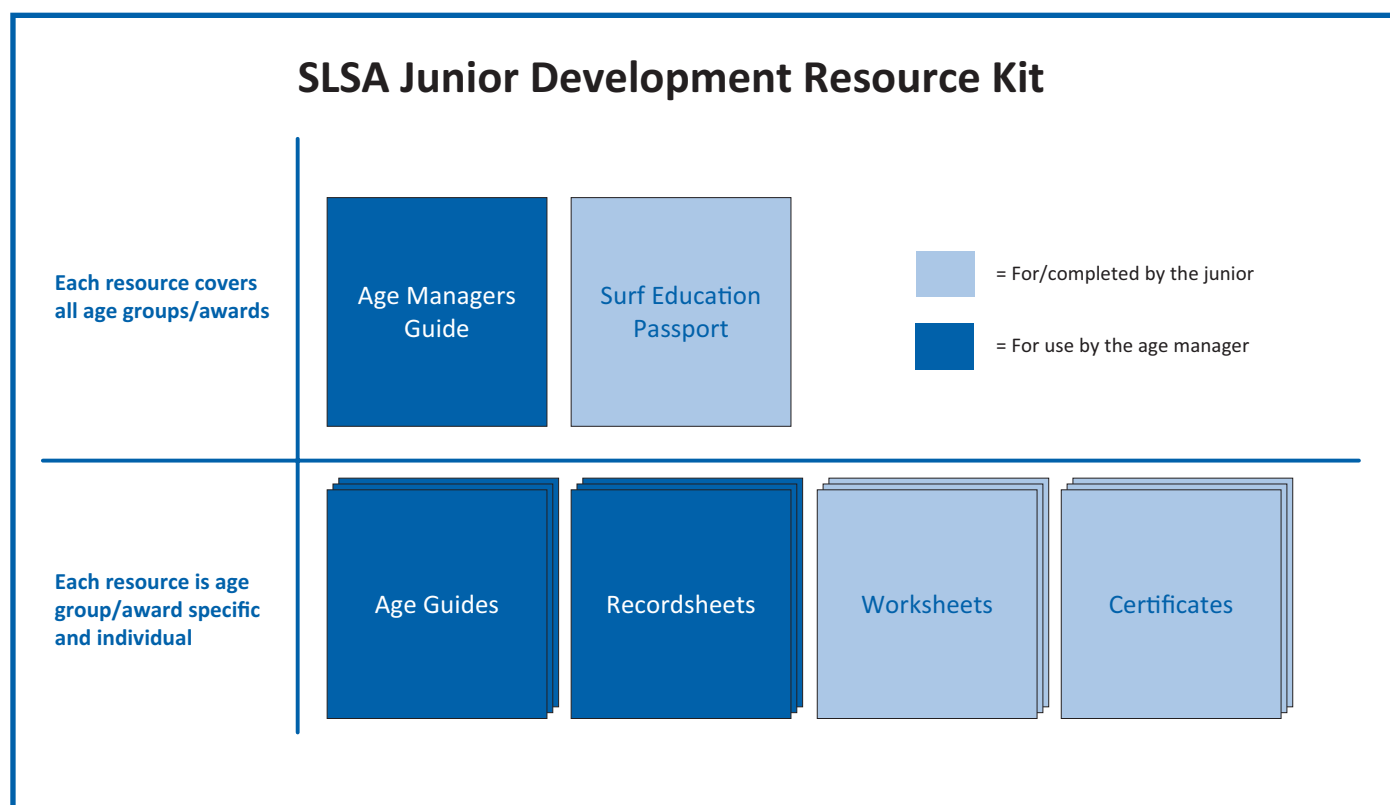 SLSA Junior Development Resource Kit
Each resource covers
all age groups/awards
Age Managers
Guide
Surf Education
Passport
= For/completed by the junior
= For use by the age manager
Each resource is age
group/award specific
and individual
Age Guides
Recordsheets
Worksheets
Certificates